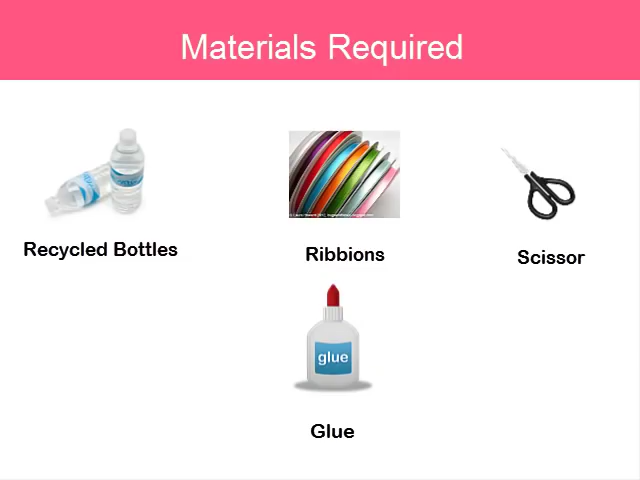 Materials Required
Recycled Bottles
Ribbions
Scissor
glue
Glue